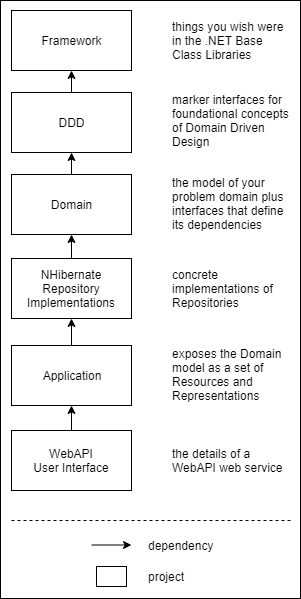 Framework
things you wish were
in the .NET Base
Class Libraries
DDD
marker interfaces for
foundational concepts
of Domain Driven
Design
Domain
the model of your
problem domain plus
interfaces that define
its dependencies
NHibernate
Repository
Implementations
concrete
implementations of
Repositories
Application
exposes the Domain
model as a set of
Resources and
Representations
WebAPI
User Interface
the details of a
WebAPI web service
dependency
project